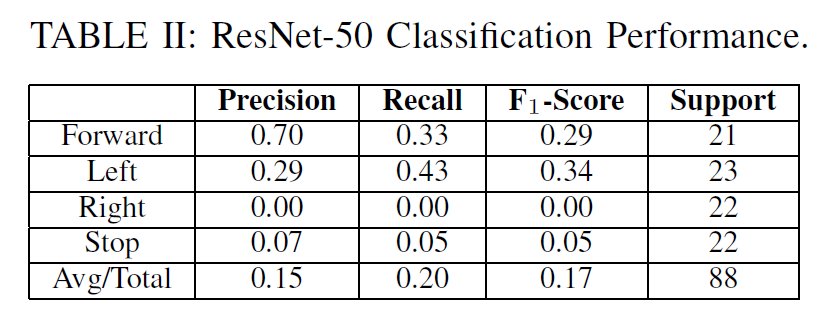 TABLE II: ResNet-50 Classification Performance.
Precision Recall F1-Score Support
Forward 0.70 0.33 0.29 21
Left 0.29 0.43 0.34 23
Right 0.00 0.00 0.00 22
Stop 0.07 0.05 0.05 22
Avg/Total 0.15 0.20 0.17 88